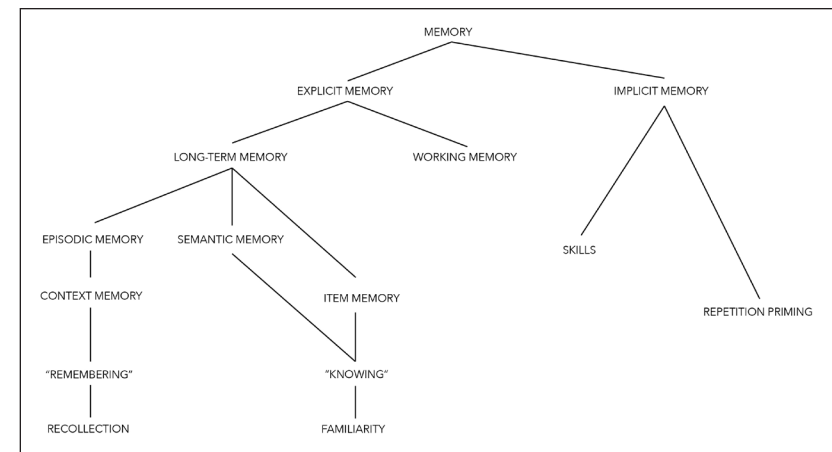 MEMORY
EXPLICIT MEMORY
IMPLICIT MEMORY
LONG-TERM MEMORY
WORKING MEMORY
EPISODIC MEMORY
SEMANTIC MEMORY
SKILLS
CONTEXT MEMORY
ITEM MEMORY
REPETITION PRIMING
"REMEMBERING"
"KNOWING"
RECOLLECTION
FAMILIARITY